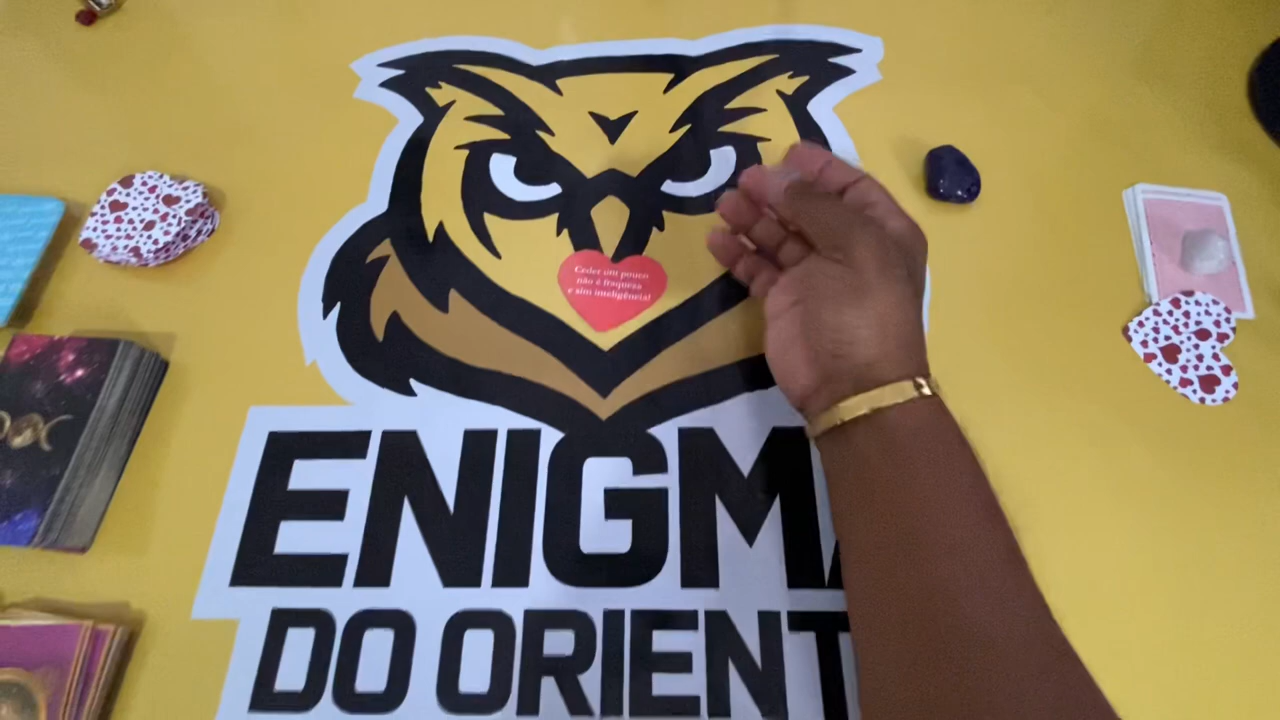 Ceder um pouco
não é fraqueza
e sim inteligência!
ENIGMA
DO ORIENT